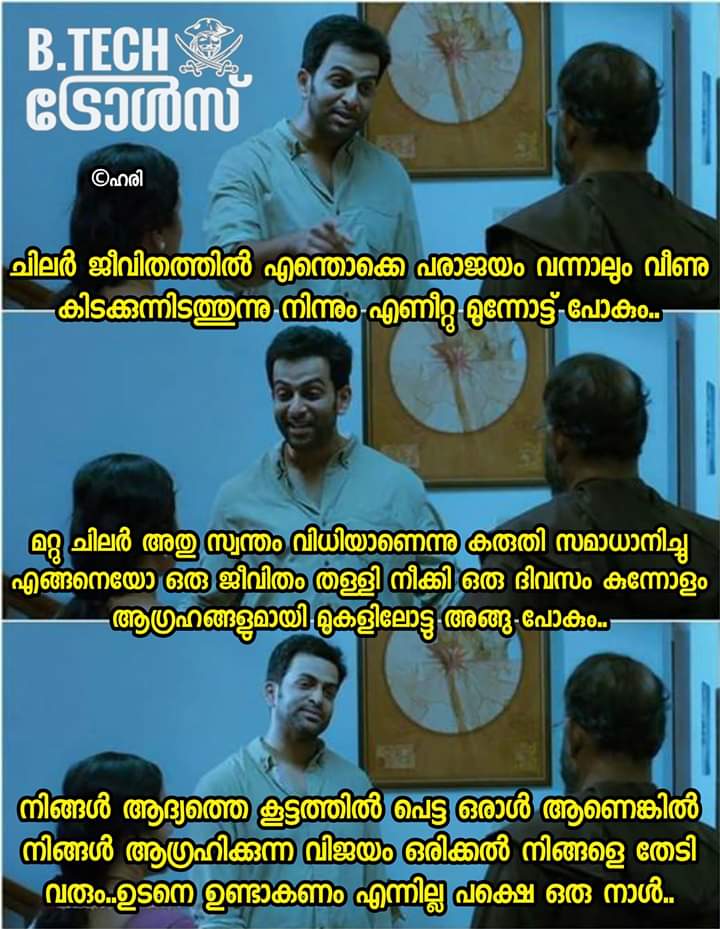 B.TECH
ട്രോൾസ്
©ഹരി
ചിലർ ജീവിതത്തിൽ എന്തൊക്കെ പരാജയം വന്നാലും വീണു
കിടക്കുന്നിടത്തുന്നു നിന്നും എണീറ്റു മുന്നോട്ട് പോകും..
മറ്റു ചിലർ അതു സ്വന്തം വിധിയാണെന്നു കരുതി സമാധാനിച്ചു
എങ്ങനെയോ ഒരു ജീവിതം തള്ളി നീക്കി ഒരു ദിവസം കുന്നോളം
ആഗ്രഹങ്ങളുമായി മുകളിലോട്ടു അങ്ങു പോകും..
നിങ്ങൾ ആദ്യത്തെ കൂട്ടത്തിൽ പെട്ട ഒരാൾ ആണെങ്കിൽ
നിങ്ങൾ ആഗ്രഹിക്കുന്ന വിജയം ഒരിക്കൽ നിങ്ങളെ തേടി
വരും..ഉടനെ ഉണ്ടാകണം എന്നില്ല പക്ഷെ ഒരു നാൾ..